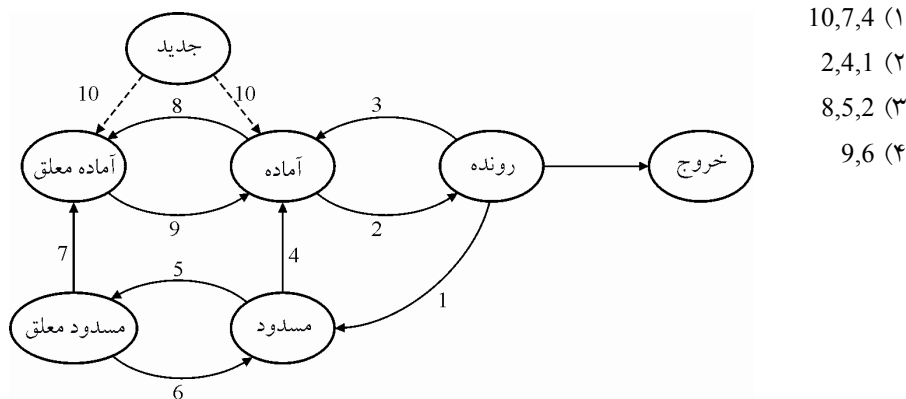 10,7,4 (۱
2,4,1 (۲
8,5,2 (۳
9,6 (۴
جدید
10
10
8
3
آماده معلق
آماده
رونده
خروج
9
2
7
4
5
1
مسدود معلق
مسدود
6